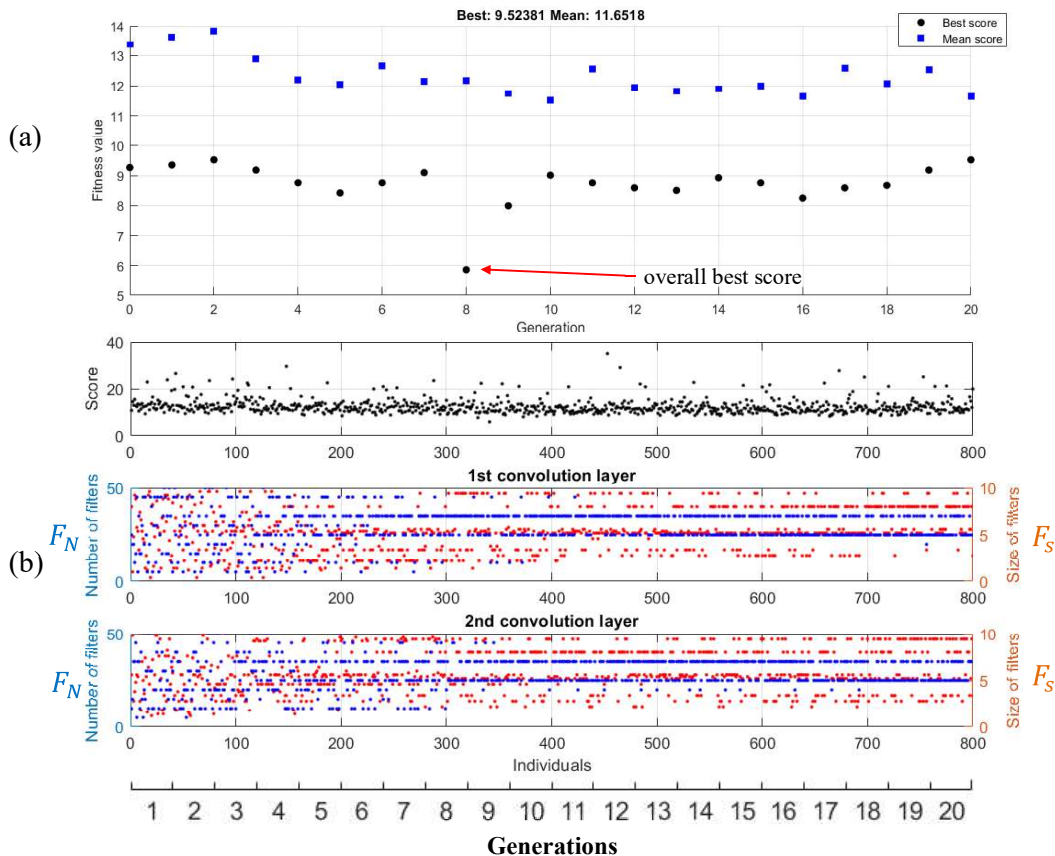 Best: 9.52381 Mean: 11.6518
Best score
Mean score
(a)
Fitness value
14
13
12
11
10
9
8
7
6
5
overall best score
0 2 4 6 8 10 12 14 16 18 20
Generation
Score
40
20
0
0 100 200 300 400 500 600 700 800
1st convolution layer
(b)
F_N Number of filters
50
0
10
5
0
Size of filters F_S
0 100 200 300 400 500 600 700 800
2nd convolution layer
F_N Number of filters
50
0
10
5
0
Size of filters F_S
0 100 200 300 400 500 600 700 800
Individuals
1 2 3 4 5 6 7 8 9 10 11 12 13 14 15 16 17 18 19 20
Generations